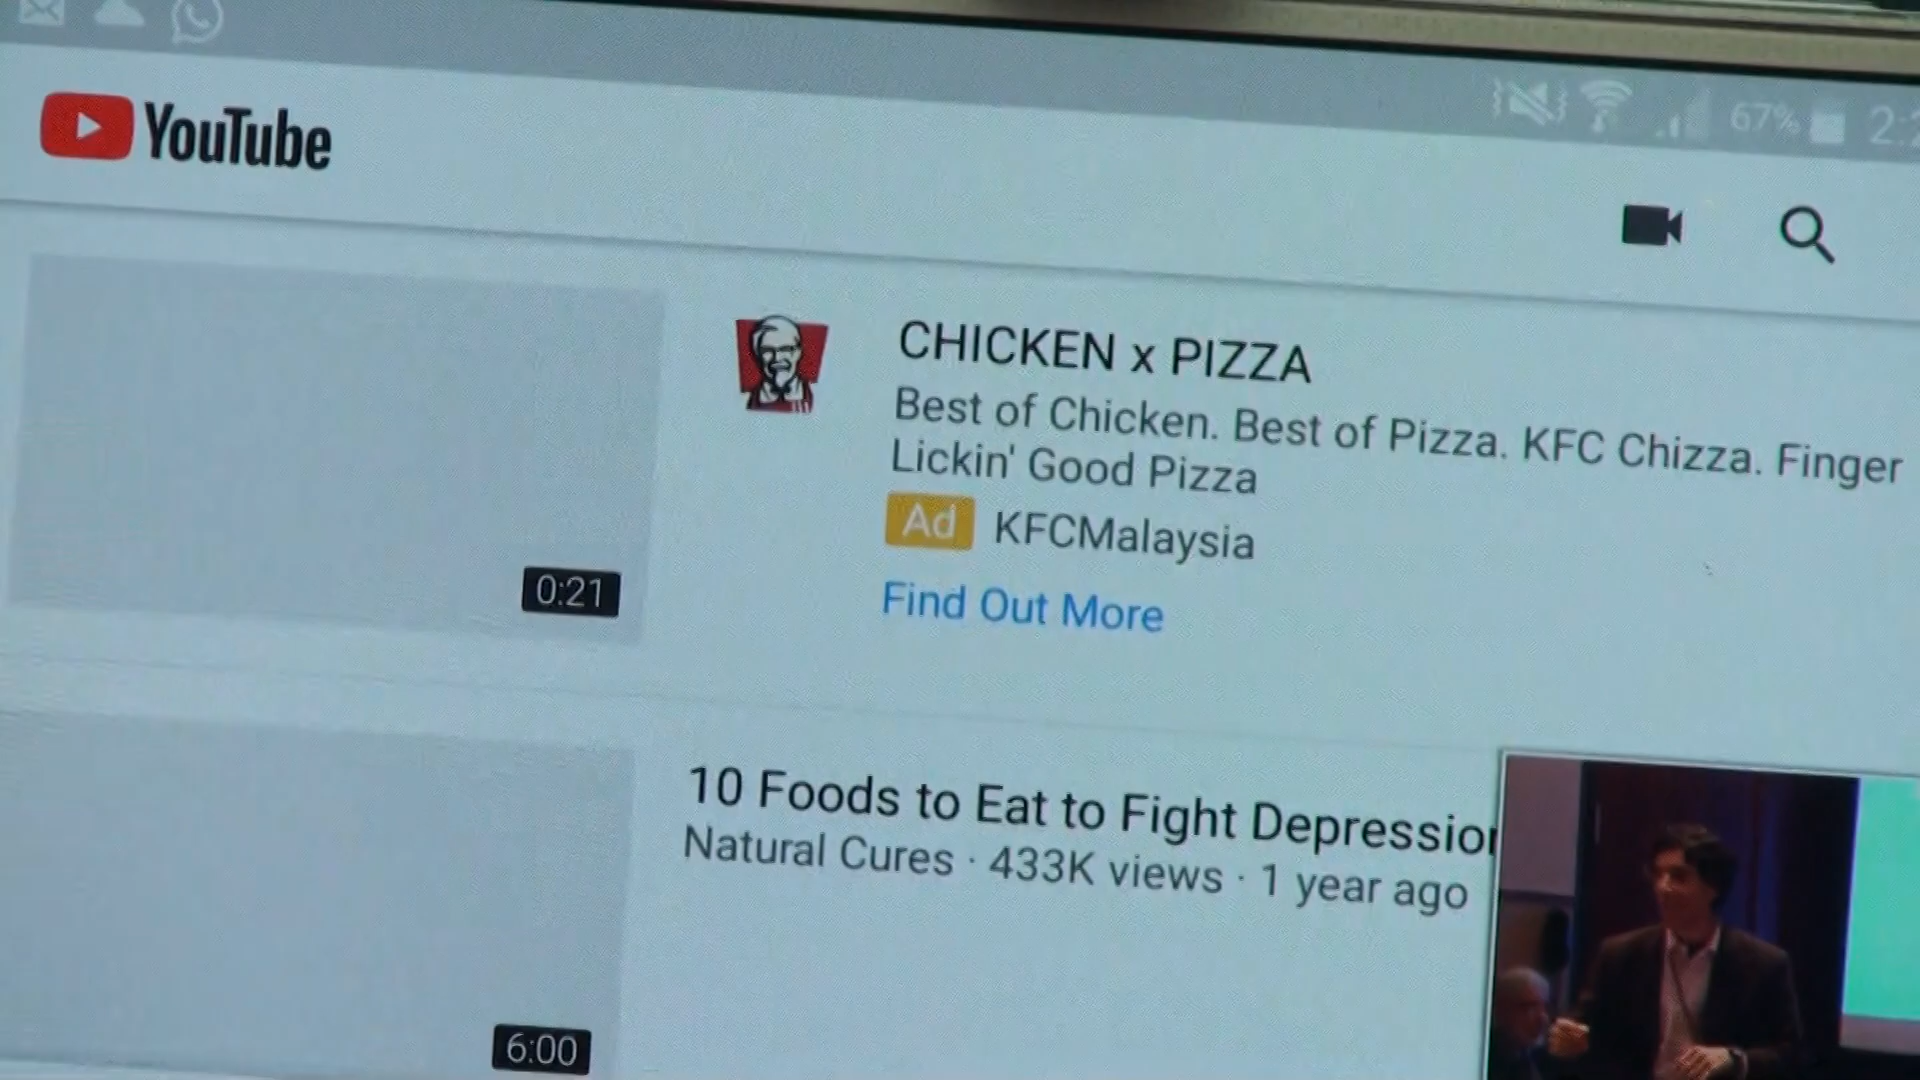 67%
YouTube
CHICKEN x PIZZA
Best of Chicken. Best of Pizza. KFC Chizza. Finger
Lickin' Good Pizza
Ad KFCMalaysia
0:21
Find Out More
10 Foods to Eat to Fight Depression
Natural Cures · 433K views · 1 year ago
6:00